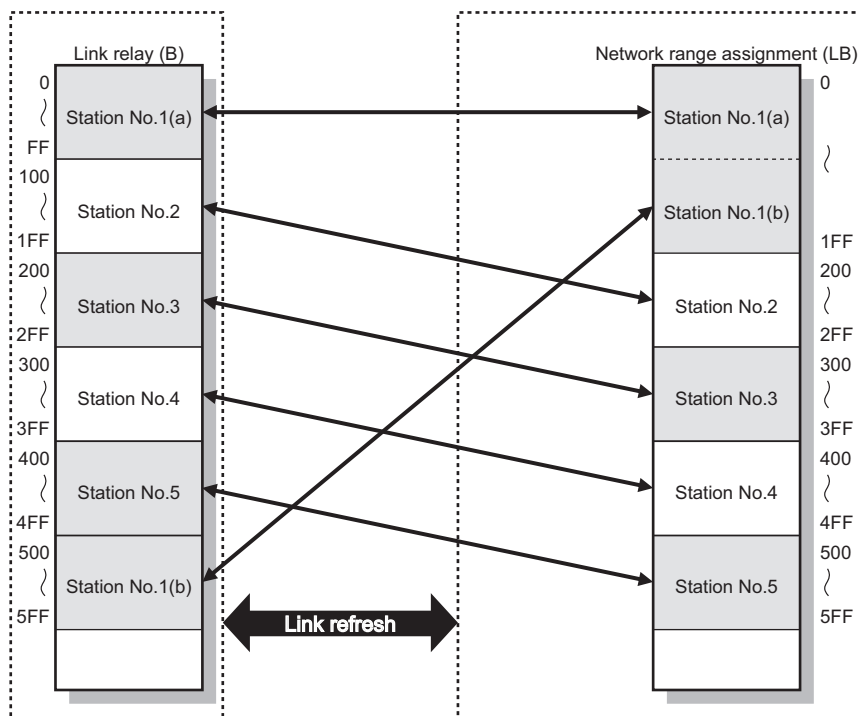 Link relay (B)
0
FF
100
1FF
200
2FF
300
3FF
400
4FF
500
5FF
Station No.1(a)
Station No.2
Station No.3
Station No.4
Station No.5
Station No.1(b)
Link refresh
Network range assignment (LB)
Station No.1(a)
Station No.1(b)
Station No.2
Station No.3
Station No.4
Station No.5
0
1FF
200
2FF
300
3FF
400
4FF
500
5FF